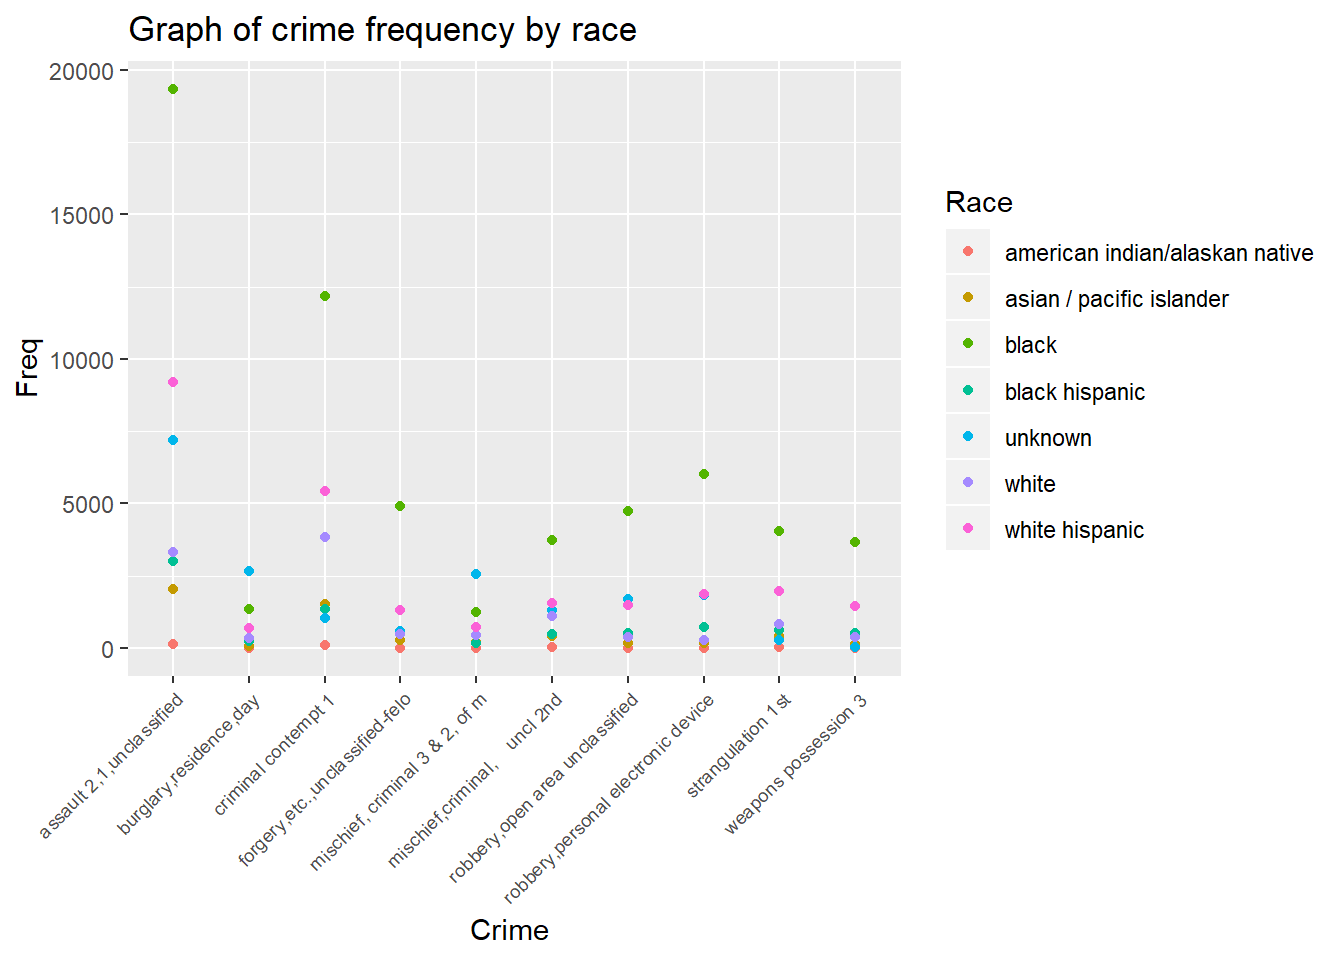 Graph of crime frequency by race
20000
15000
10000
5000
0
Freq
assault 2,1,unclassified
burglary,residence,day
criminal contempt 1
forgery,etc.,unclassified-felo
mischief, criminal 3 & 2, of m
mischief,criminal,    uncl 2nd
robbery,open area unclassified
robbery,personal electronic device
strangulation 1st
weapons possession 3
Crime
Race
american indian/alaskan native
asian / pacific islander
black
black hispanic
unknown
white
white hispanic